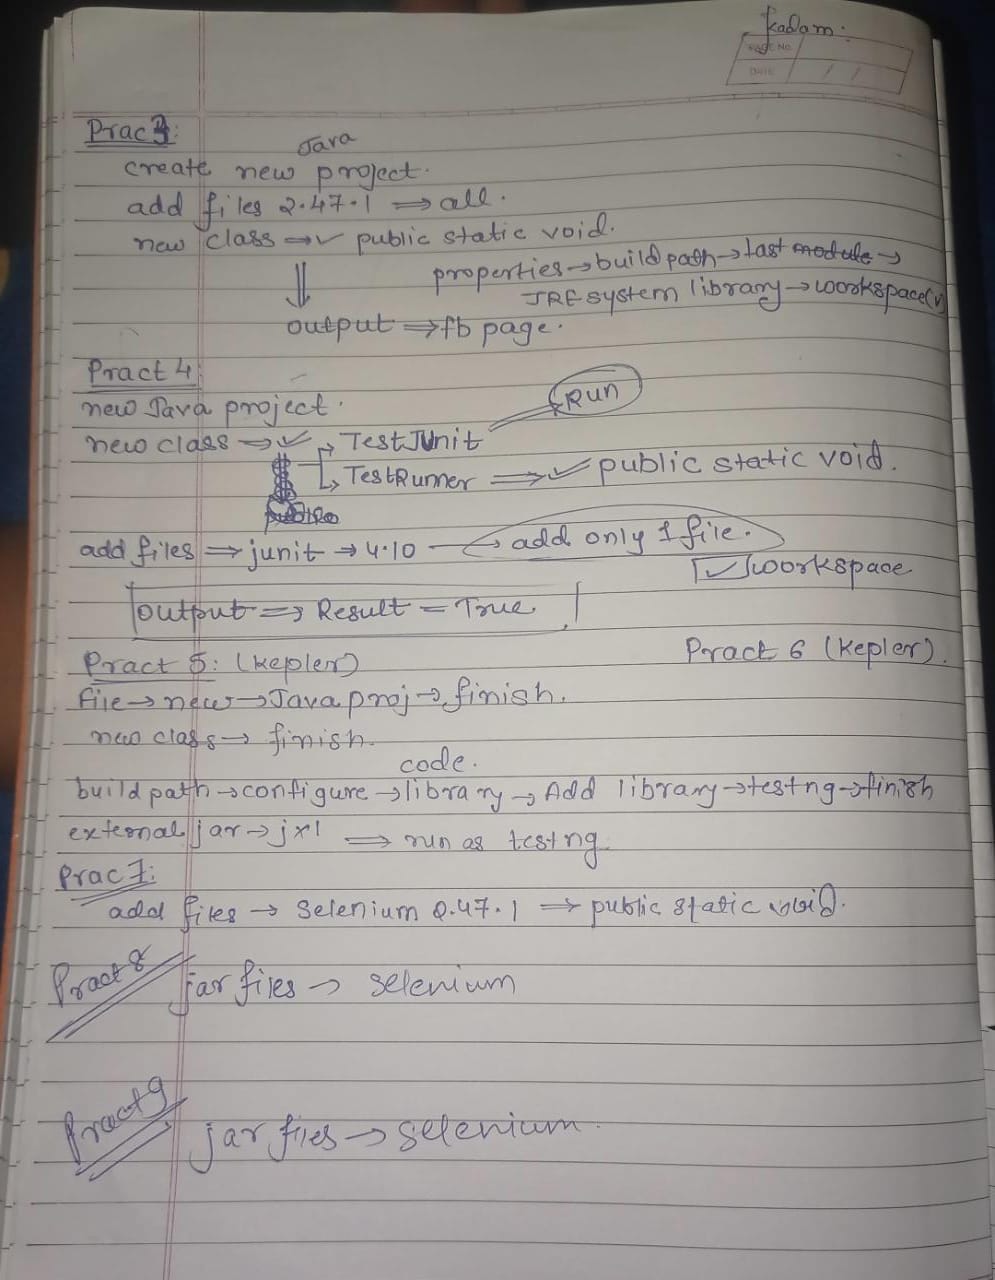 Kadam.
PAGE NO.
DATE / /
Prac 3:
Java
create new project.
add files 2.47.1 ⇒ all.
new class ⇒ ✓ public static void.
properties → build path → last module →
JRE system library → workspace(✓)
output ⇒ fb page.
Pract 4:
new Java project.
Run
new class → ✓ TestJUnit
TestRunner ⇒ ✓ public static void.
add files ⇒ junit → 4.10 → add only 1 file.
✓ workspace
output ⇒ Result = True.
Pract 5: (kepler)
Pract 6 (kepler).
file → new → Java proj → finish.
new class → finish.
code.
build path → configure → library → Add library → testng → finish
external jar → jxl ⇒ run as testng.
Prac 7:
add files → selenium 2.47.1 ⇒ public static void.
Pract 8 jar files → selenium
Pract 9 jar files → selenium.